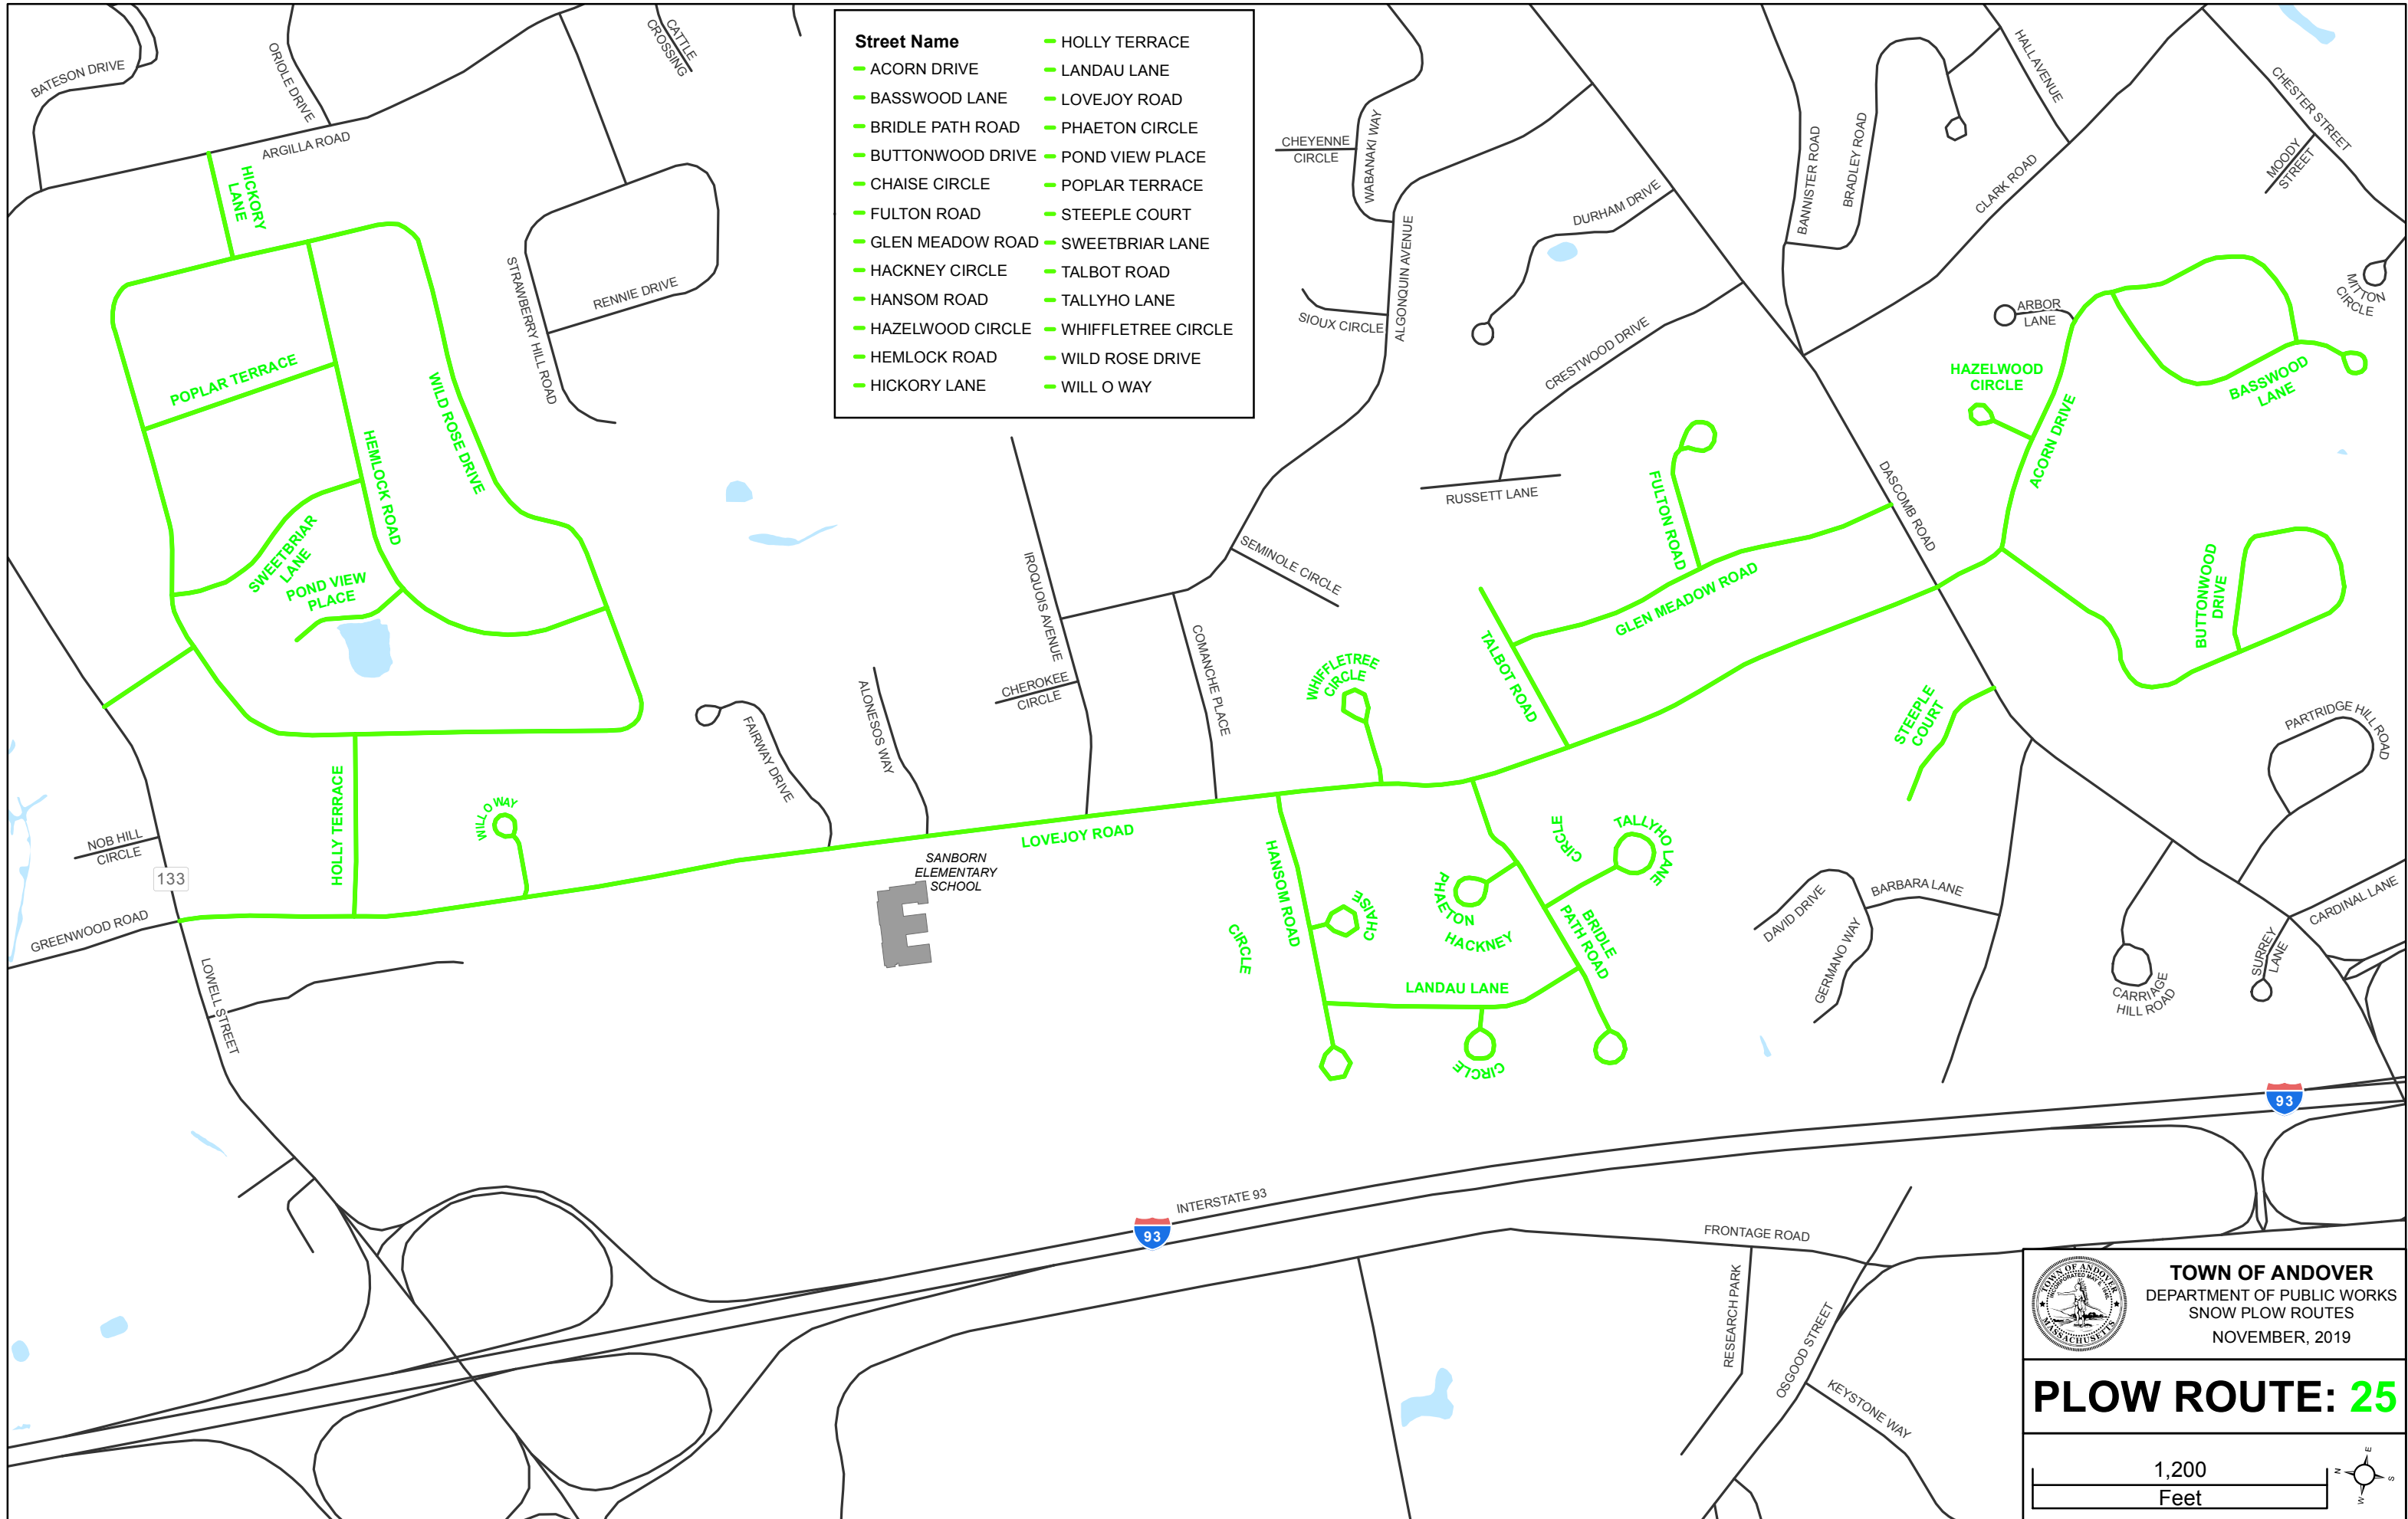 Street Name
ACORN DRIVE
BASSWOOD LANE
BRIDLE PATH ROAD
BUTTONWOOD DRIVE
CHAISE CIRCLE
FULTON ROAD
GLEN MEADOW ROAD
HACKNEY CIRCLE
HANSOM ROAD
HAZELWOOD CIRCLE
HEMLOCK ROAD
HICKORY LANE
HOLLY TERRACE
LANDAU LANE
LOVEJOY ROAD
PHAETON CIRCLE
POND VIEW PLACE
POPLAR TERRACE
STEEPLE COURT
SWEETBRIAR LANE
TALBOT ROAD
TALLYHO LANE
WHIFFLETREE CIRCLE
WILD ROSE DRIVE
WILL O WAY
BATESON DRIVE
ORIOLE DRIVE
CATTLE
CROSSING
ARGILLA ROAD
HICKORY
LANE
STRAWBERRY HILL ROAD
RENNIE DRIVE
POPLAR TERRACE
WILD ROSE DRIVE
HEMLOCK ROAD
SWEETBRIAR
LANE
POND VIEW
PLACE
CHEYENNE
CIRCLE
WABANAKI WAY
ALGONQUIN AVENUE
SIOUX CIRCLE
DURHAM DRIVE
CRESTWOOD DRIVE
RUSSETT LANE
BANNISTER ROAD
BRADLEY ROAD
HALL AVENUE
CLARK ROAD
CHESTER STREET
MOODY
STREET
MITTON
CIRCLE
ARBOR
LANE
HAZELWOOD
CIRCLE
ACORN DRIVE
BASSWOOD
LANE
DASCOMB ROAD
FULTON ROAD
GLEN MEADOW ROAD
TALBOT ROAD
BUTTONWOOD
DRIVE
STEEPLE
COURT
PARTRIDGE HILL ROAD
IROQUOIS AVENUE
SEMINOLE CIRCLE
COMANCHE PLACE
CHEROKEE
CIRCLE
ALONESOS WAY
FAIRWAY DRIVE
WHIFFLETREE
CIRCLE
HOLLY TERRACE
WILL O WAY
NOB HILL
CIRCLE
133
GREENWOOD ROAD
LOWELL STREET
LOVEJOY ROAD
SANBORN
ELEMENTARY
SCHOOL
HANSOM ROAD
CHAISE
CIRCLE
PHAETON
CIRCLE
HACKNEY
CIRCLE
TALLYHO LANE
BRIDLE
PATH ROAD
LANDAU LANE
DAVID DRIVE
BARBARA LANE
GERMANO WAY
CARRIAGE
HILL ROAD
SURREY
LANE
CARDINAL LANE
93
INTERSTATE 93
93
FRONTAGE ROAD
RESEARCH PARK
OSGOOD STREET
KEYSTONE WAY
TOWN OF ANDOVER
INCORPORATED MAY 6, 1646
MASSACHUSETTS
TOWN OF ANDOVER
DEPARTMENT OF PUBLIC WORKS
SNOW PLOW ROUTES
NOVEMBER, 2019
PLOW ROUTE: 25
1,200
Feet
N
E
S
W